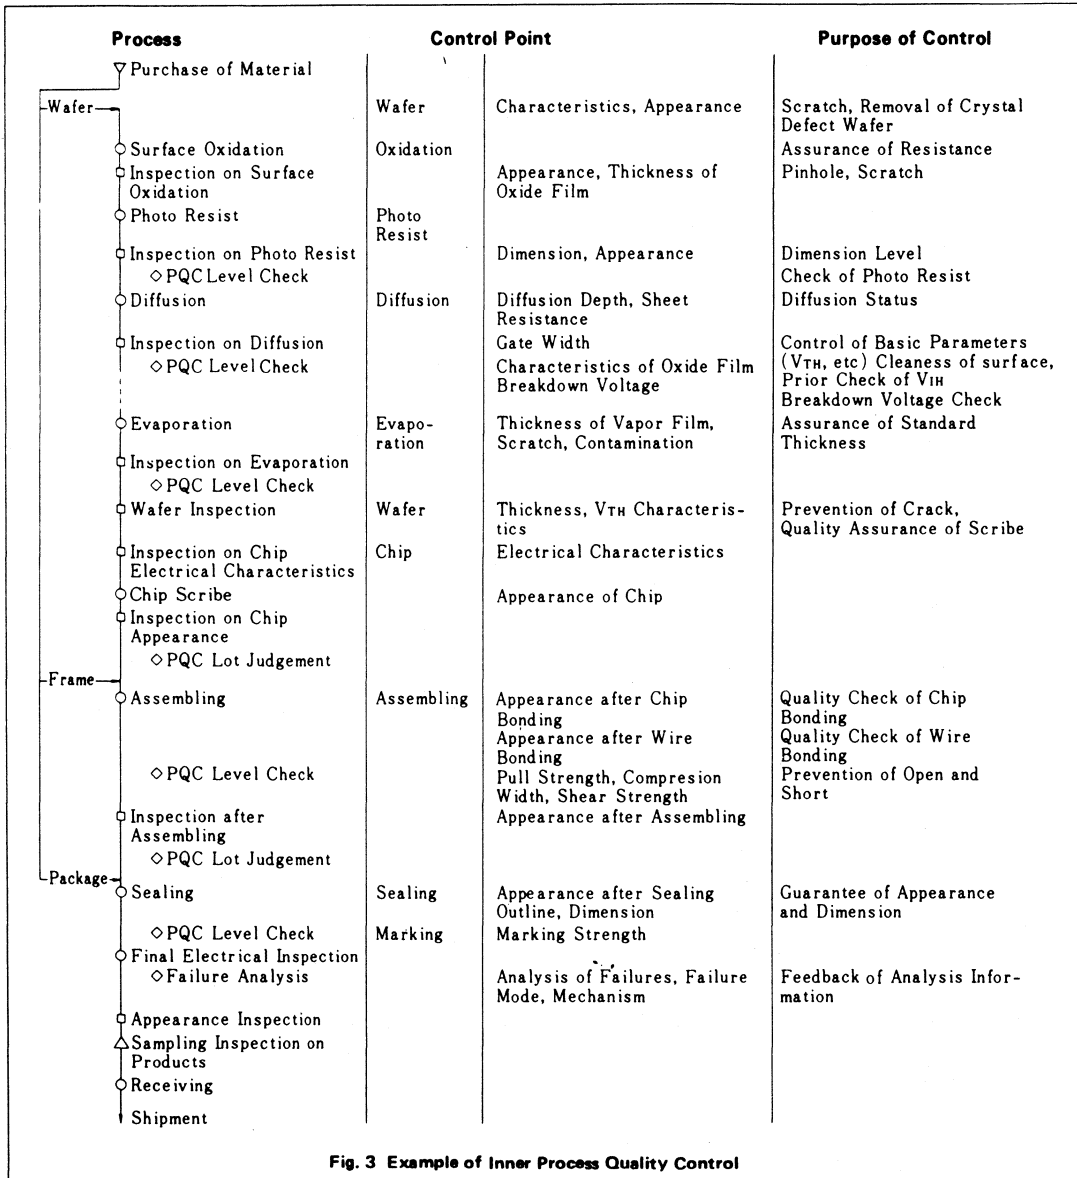 Process Control Point Purpose of Control
Purchase of Material
Wafer Wafer Characteristics, Appearance Scratch, Removal of Crystal
Defect Wafer
Surface Oxidation Oxidation Assurance of Resistance
Inspection on Surface Appearance, Thickness of Pinhole, Scratch
Oxidation Oxide Film
Photo Resist Photo
Resist
Inspection on Photo Resist Dimension, Appearance Dimension Level
◇PQC Level Check Check of Photo Resist
Diffusion Diffusion Diffusion Depth, Sheet Diffusion Status
Resistance
Inspection on Diffusion Gate Width Control of Basic Parameters
◇PQC Level Check Characteristics of Oxide Film (VTH, etc) Cleaness of surface,
Breakdown Voltage Prior Check of VIH
Breakdown Voltage Check
Evaporation Evapo- Thickness of Vapor Film, Assurance of Standard
ration Scratch, Contamination Thickness
Inspection on Evaporation
◇PQC Level Check
Wafer Inspection Wafer Thickness, VTH Characteris- Prevention of Crack,
tics Quality Assurance of Scribe
Inspection on Chip Chip Electrical Characteristics
Electrical Characteristics
Chip Scribe Appearance of Chip
Inspection on Chip
Appearance
◇PQC Lot Judgement
Frame
Assembling Assembling Appearance after Chip Quality Check of Chip
Bonding Bonding
Appearance after Wire Quality Check of Wire
Bonding Bonding
◇PQC Level Check Pull Strength, Compresion Prevention of Open and
Width, Shear Strength Short
Inspection after Appearance after Assembling
Assembling
◇PQC Lot Judgement
Package
Sealing Sealing Appearance after Sealing Guarantee of Appearance
Outline, Dimension and Dimension
◇PQC Level Check Marking Marking Strength
Final Electrical Inspection
◇Failure Analysis Analysis of Failures, Failure Feedback of Analysis Infor-
Mode, Mechanism mation
Appearance Inspection
Sampling Inspection on
Products
Receiving
Shipment
Fig. 3 Example of Inner Process Quality Control